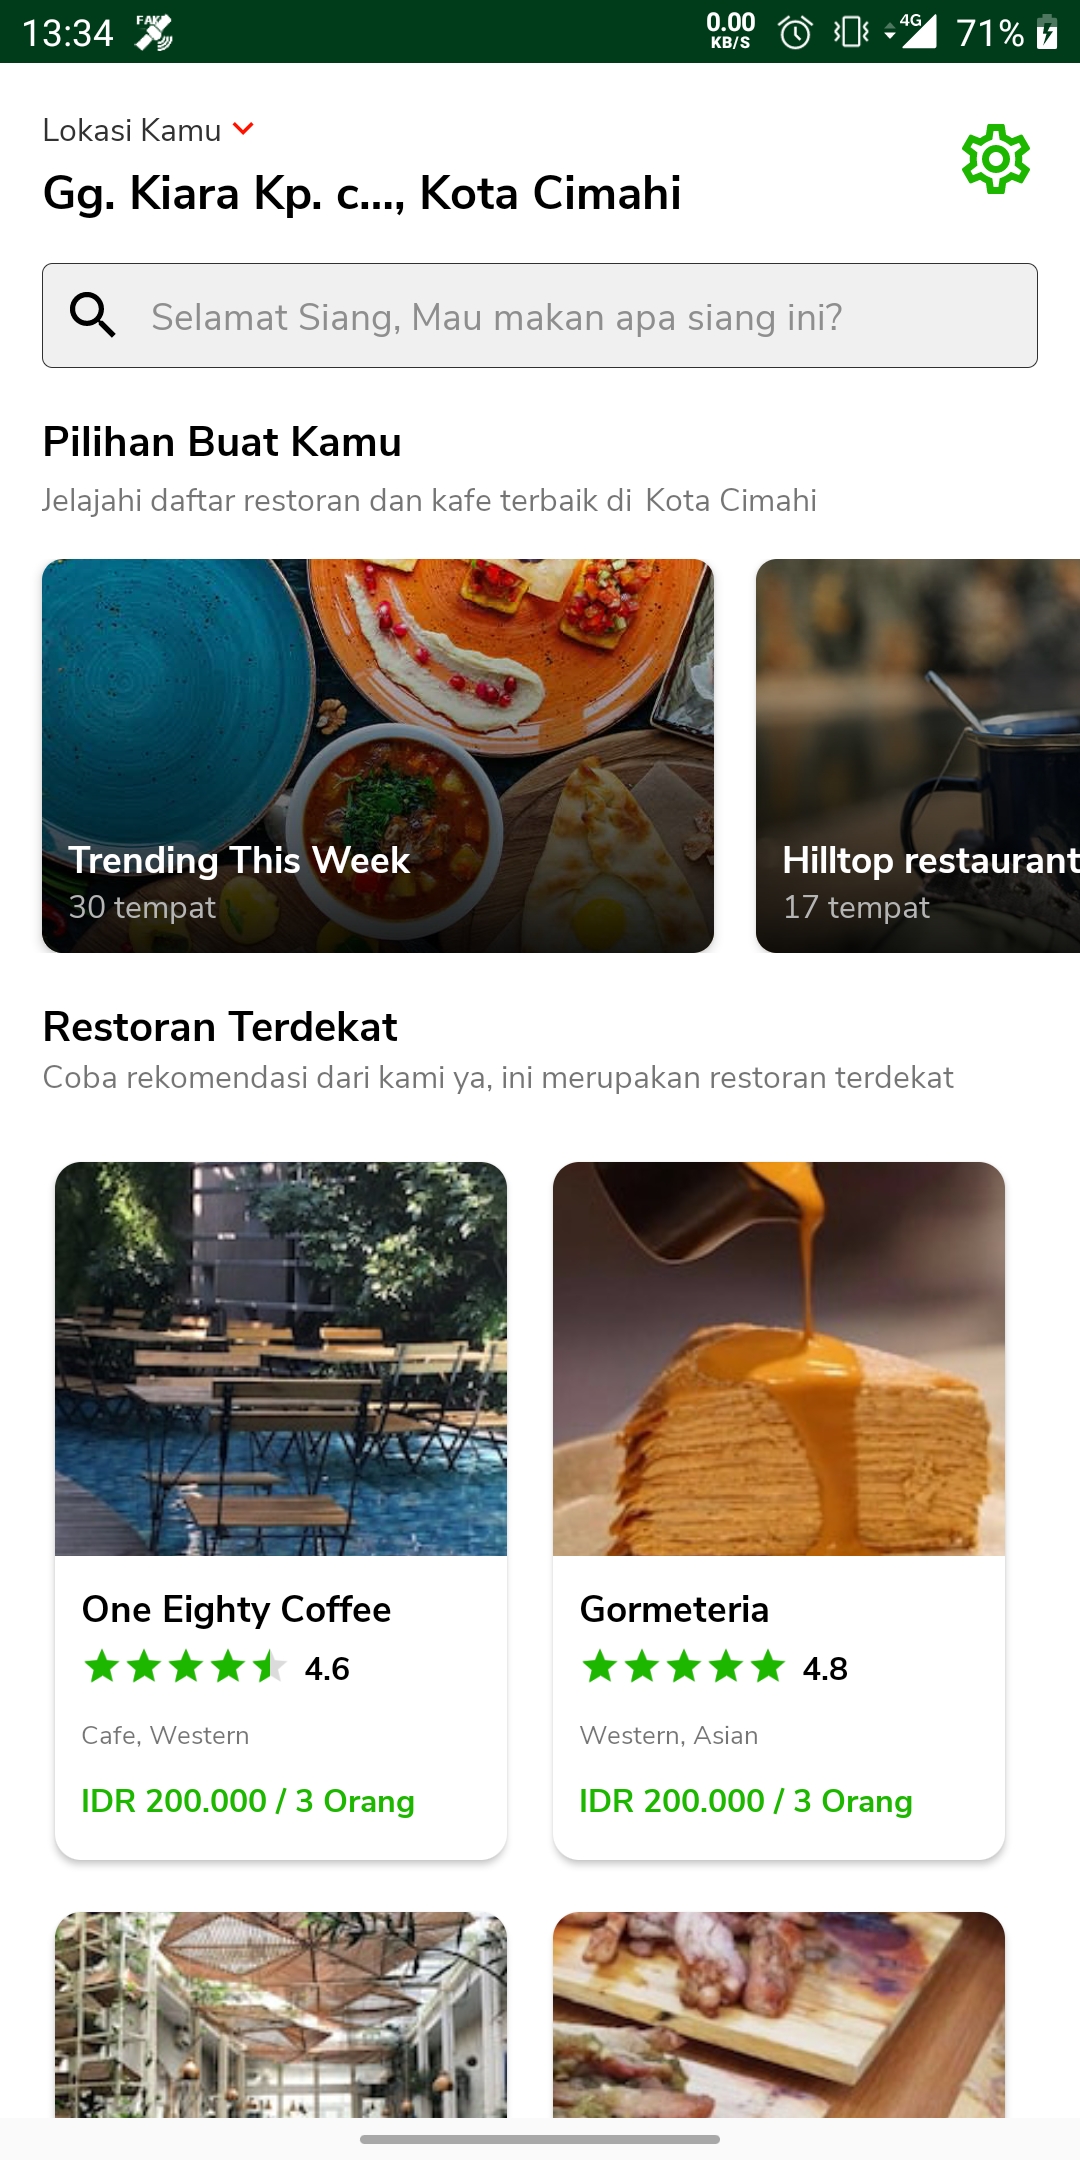 13:34 FAKE 0.00 KB/S 4G 71%
Lokasi Kamu
Gg. Kiara Kp. c..., Kota Cimahi
Selamat Siang, Mau makan apa siang ini?
Pilihan Buat Kamu
Jelajahi daftar restoran dan kafe terbaik di Kota Cimahi
Trending This Week
30 tempat
Hilltop restaurant
17 tempat
Restoran Terdekat
Coba rekomendasi dari kami ya, ini merupakan restoran terdekat
One Eighty Coffee
4.6
Cafe, Western
IDR 200.000 / 3 Orang
Gormeteria
4.8
Western, Asian
IDR 200.000 / 3 Orang